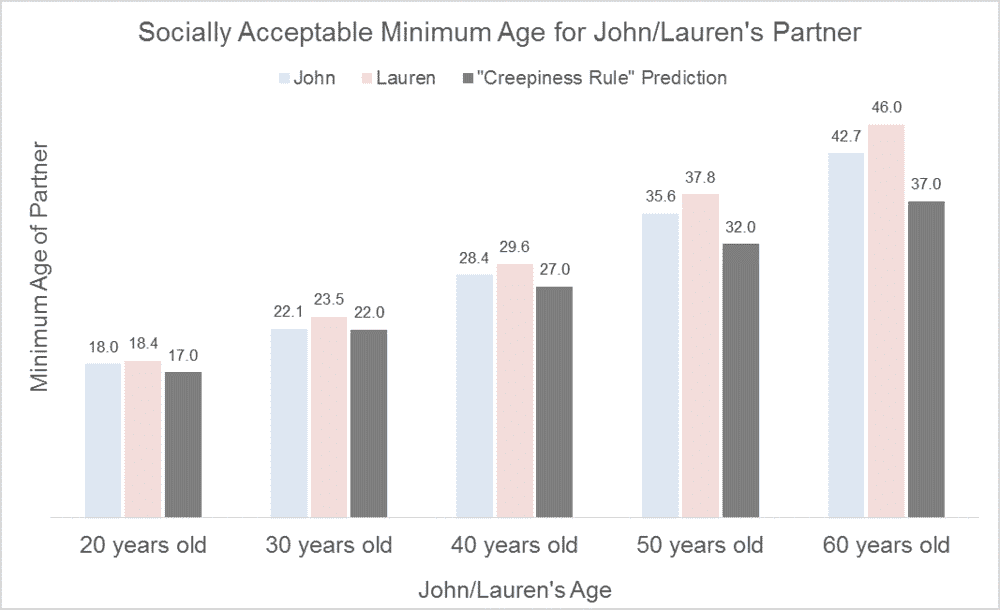 Socially Acceptable Minimum Age for John/Lauren's Partner
John Lauren "Creepiness Rule" Prediction
Minimum Age of Partner
18.0 18.4 17.0
22.1 23.5 22.0
28.4 29.6 27.0
35.6 37.8 32.0
42.7 46.0 37.0
20 years old 30 years old 40 years old 50 years old 60 years old
John/Lauren's Age